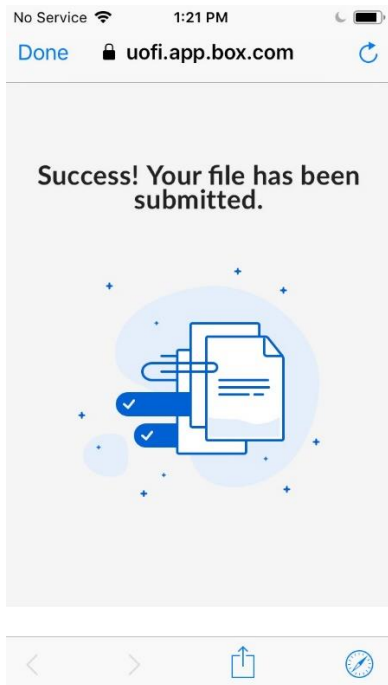 No Service 1:21 PM
Done uofi.app.box.com
Success! Your file has been
submitted.